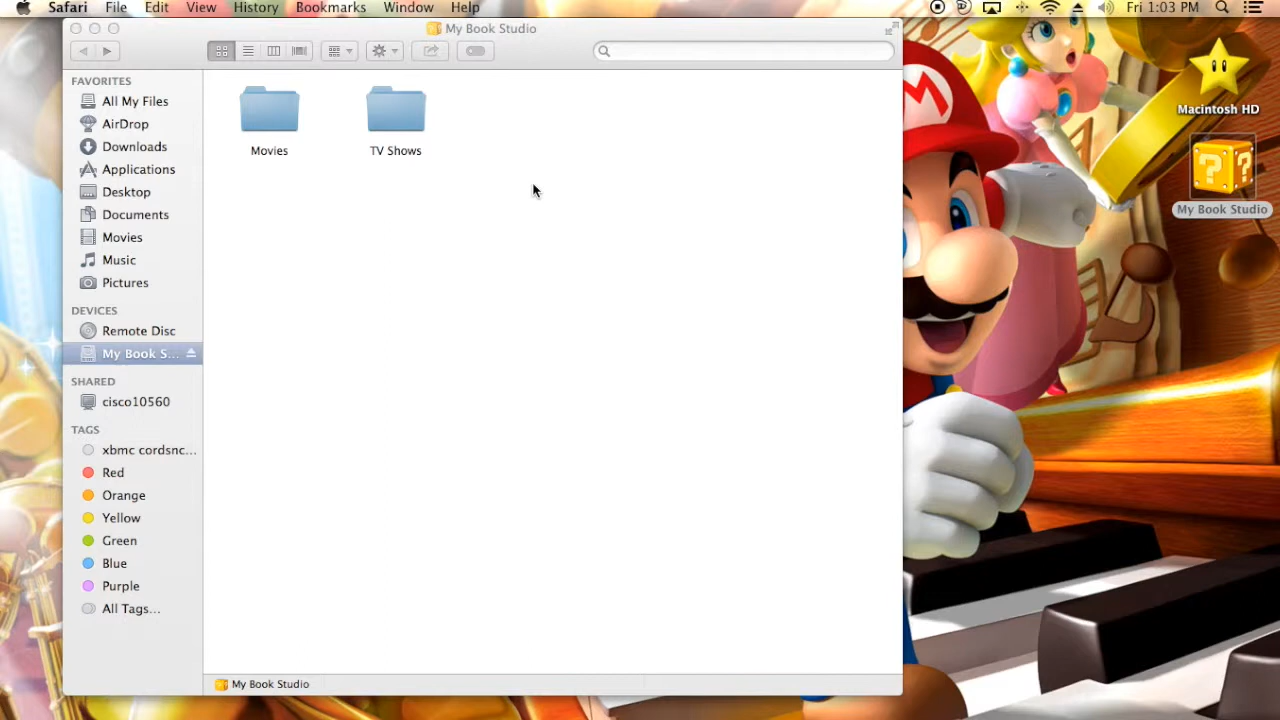 Safari File Edit View History Bookmarks Window Help Fri 1:03 PM
My Book Studio
FAVORITES
All My Files
AirDrop
Downloads
Applications
Desktop
Documents
Movies
Music
Pictures
DEVICES
Remote Disc
My Book S...
SHARED
cisco10560
TAGS
xbmc cordsnc...
Red
Orange
Yellow
Green
Blue
Purple
All Tags...
Movies TV Shows
My Book Studio
M
Macintosh HD
? ?
My Book Studio